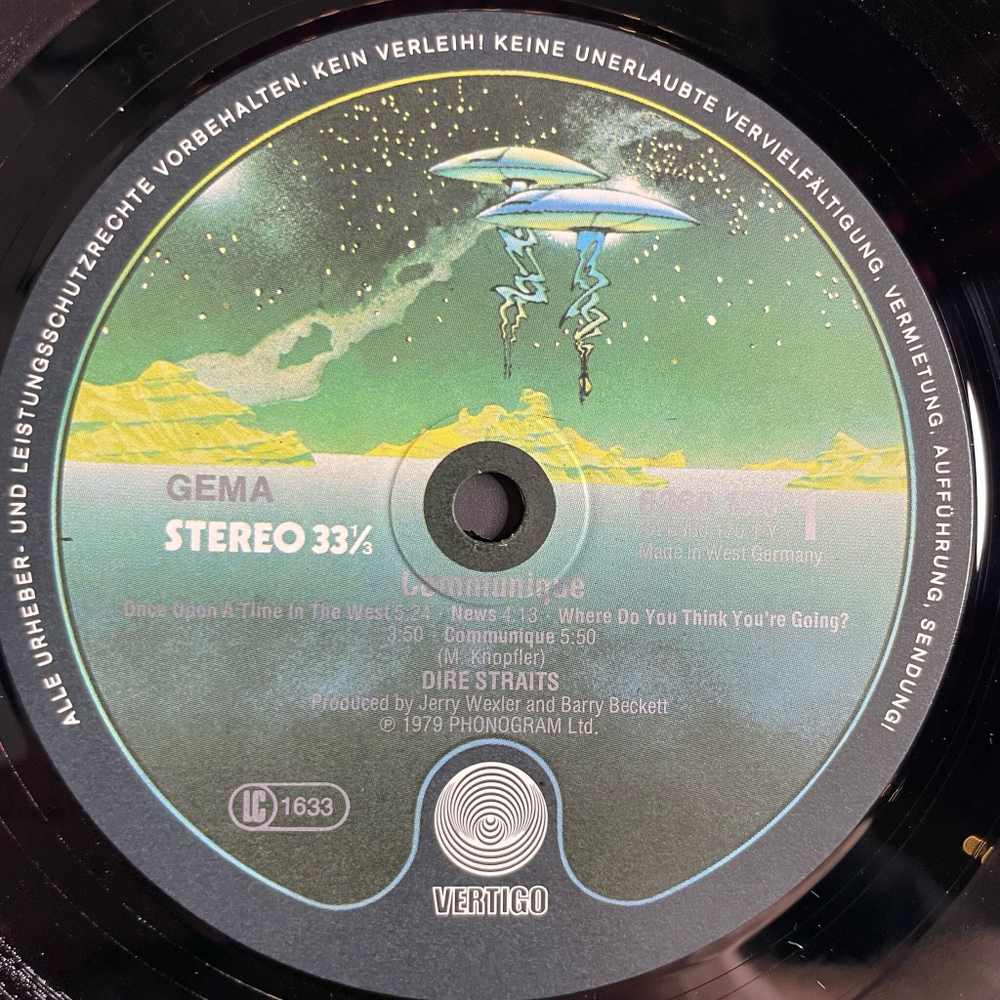 ALLE URHEBER- UND LEISTUNGSSCHUTZRECHTE VORBEHALTEN. KEIN VERLEIH! KEINE UNERLAUBTE VERVIELFÄLTIGUNG, VERMIETUNG, AUFFÜHRUNG, SENDUNG!
GEMA
STEREO 33⅓
1
Made in West Germany
Communique
Once Upon A Time In The West 5:24 - News 4.13 - Where Do You Think You're Going?
3:50 - Communique 5:50
(M. Knopfler)
DIRE STRAITS
Produced by Jerry Wexler and Barry Beckett
℗ 1979 PHONOGRAM Ltd.
LC 1633
VERTIGO